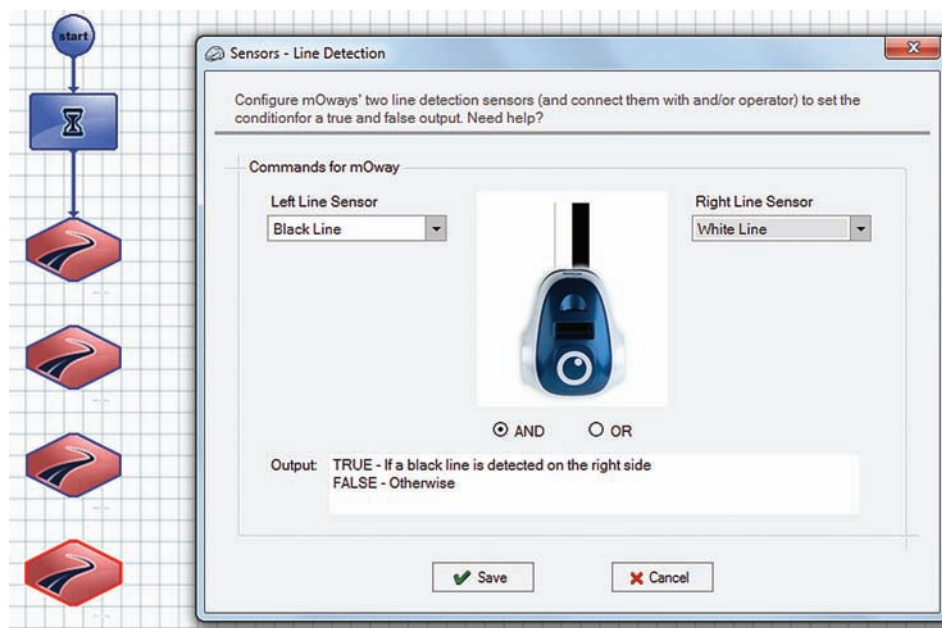 start
Sensors - Line Detection
Configure mOways' two line detection sensors (and connect them with and/or operator) to set the
conditionfor a true and false output. Need help?
Commands for mOway
Left Line Sensor
Right Line Sensor
Black Line
White Line
AND
OR
Output: TRUE - If a black line is detected on the right side
FALSE - Otherwise
Save
Cancel